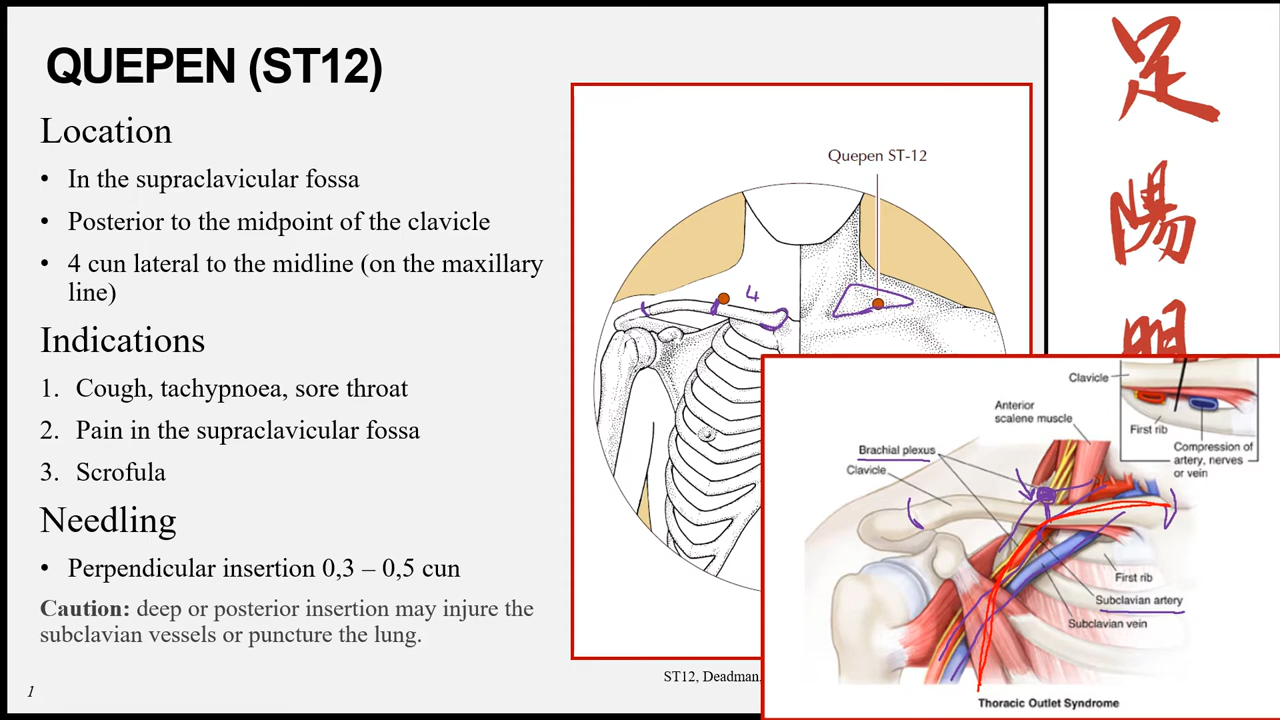 QUEPEN (ST12)
Location
• In the supraclavicular fossa
• Posterior to the midpoint of the clavicle
• 4 cun lateral to the midline (on the maxillary
line)
Indications
1. Cough, tachypnoea, sore throat
2. Pain in the supraclavicular fossa
3. Scrofula
Needling
• Perpendicular insertion 0,3 – 0,5 cun
Caution: deep or posterior insertion may injure the
subclavian vessels or puncture the lung.
1
Quepen ST-12
4
ST12, Deadman,
足
陽
明
Clavicle
First rib
Compression of
artery, nerves
or vein
Anterior
scalene muscle
Brachial plexus
Clavicle
First rib
Subclavian artery
Subclavian vein
Thoracic Outlet Syndrome